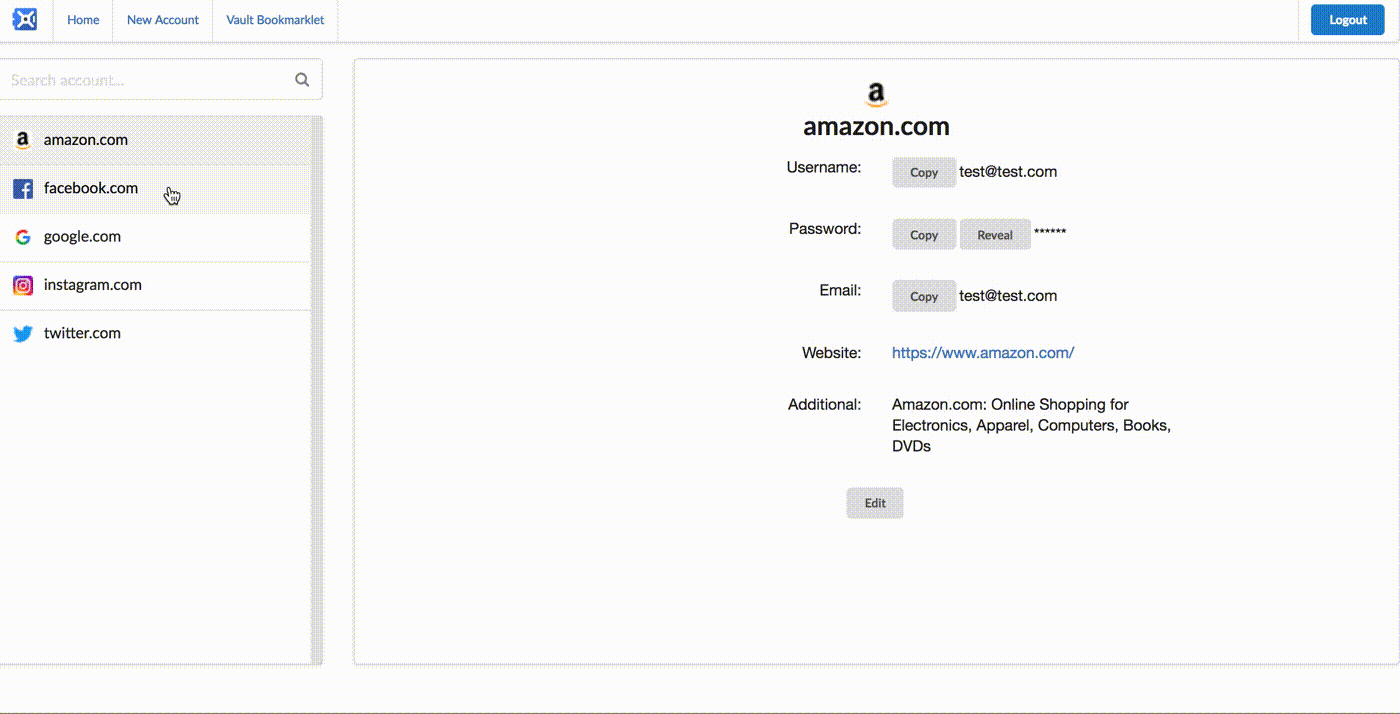 Home New Account Vault Bookmarklet Logout
Search account...
amazon.com
facebook.com
google.com
instagram.com
twitter.com
a
amazon.com
Username: Copy test@test.com
Password: Copy Reveal ******
Email: Copy test@test.com
Website: https://www.amazon.com/
Additional: Amazon.com: Online Shopping for
Electronics, Apparel, Computers, Books,
DVDs
Edit